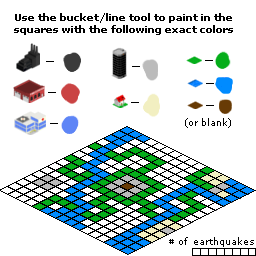 Use the bucket/line tool to paint in the
squares with the following exact colors
(or blank)
# of earthquakes